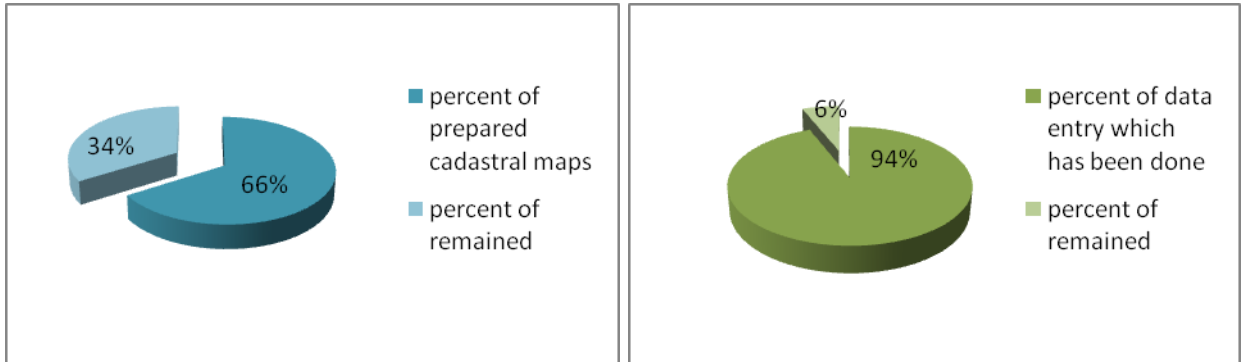 34%
66%
percent of
prepared
cadastral maps
percent of
remained
6%
94%
percent of data
entry which
has been done
percent of
remained